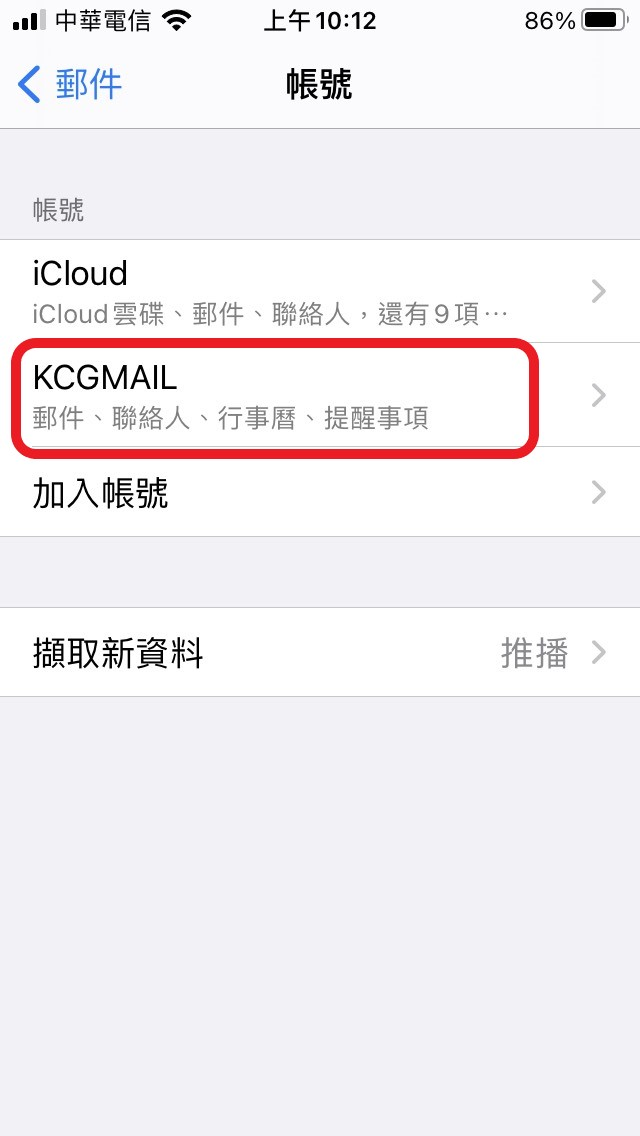 中華電信 上午10:12 86%
郵件 帳號
帳號
iCloud
iCloud雲碟、郵件、聯絡人，還有9項…
KCGMAIL
郵件、聯絡人、行事曆、提醒事項
加入帳號
擷取新資料 推播